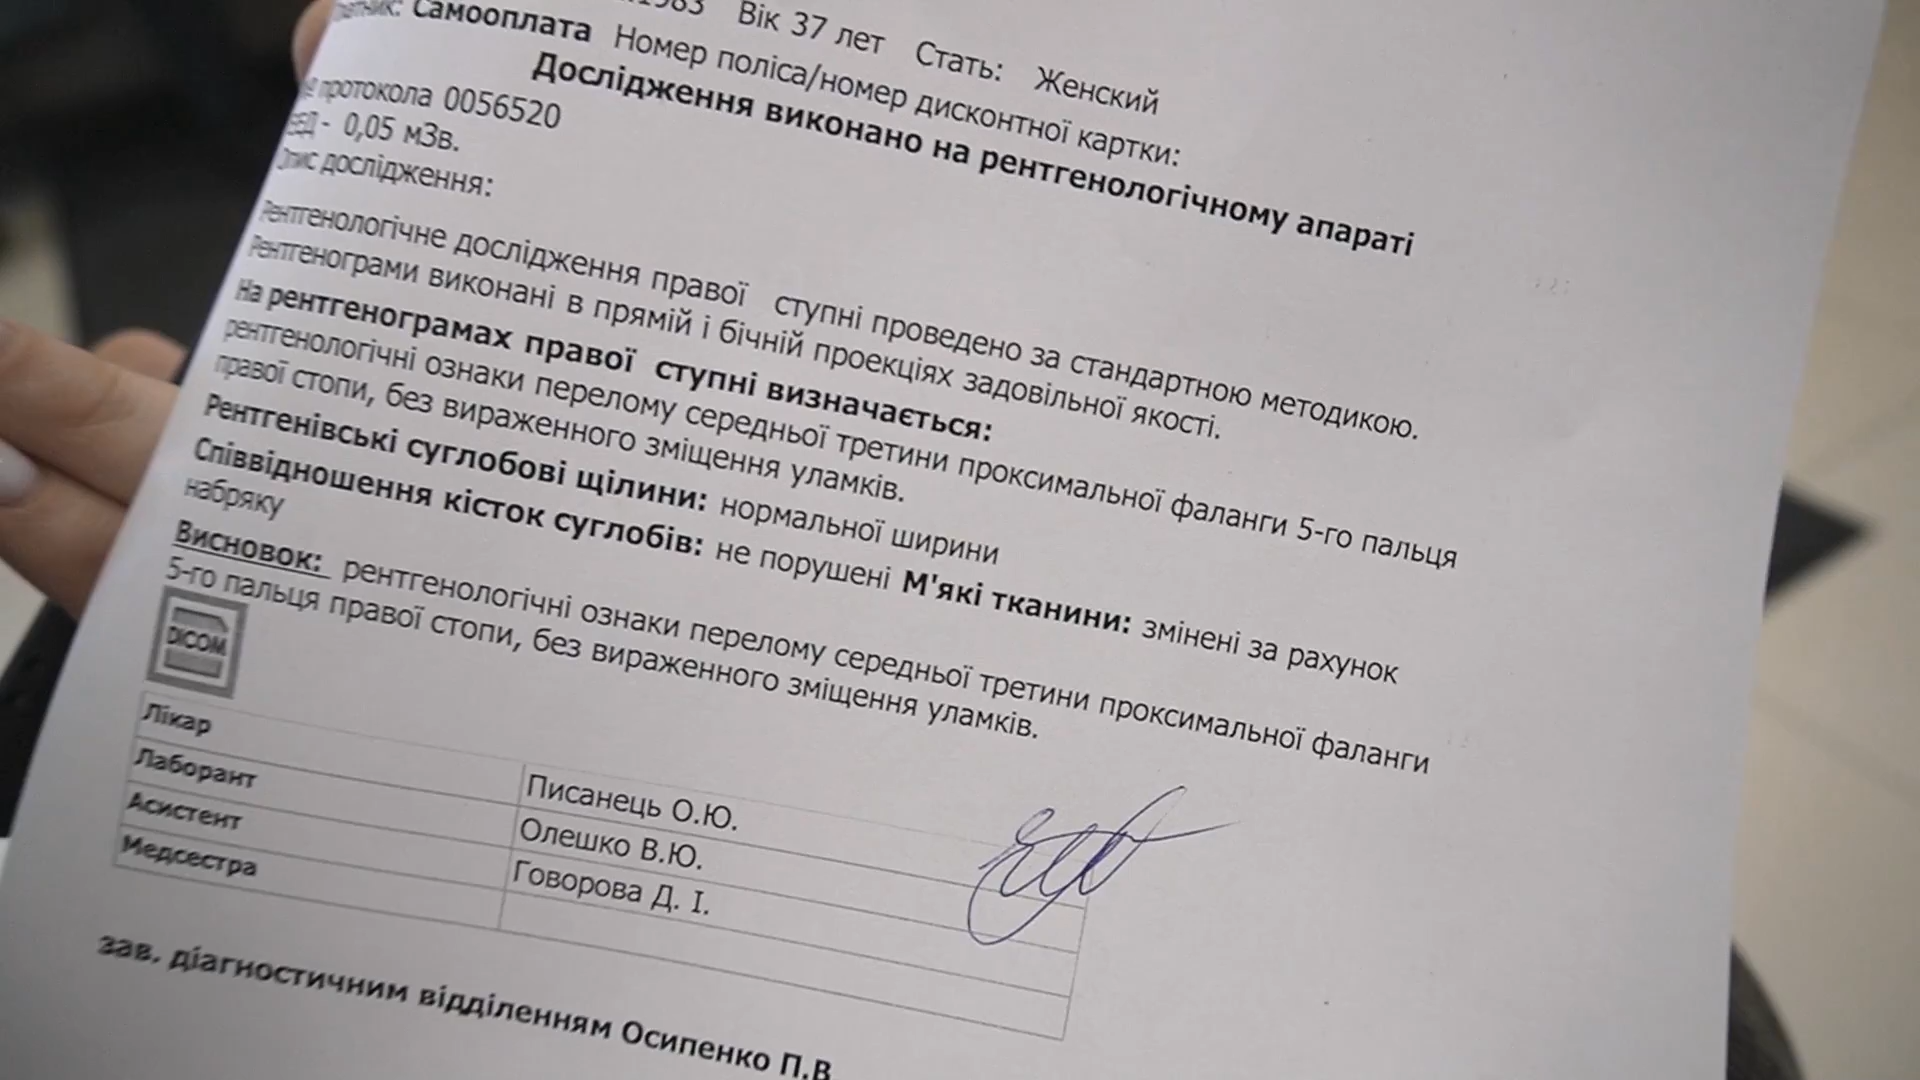 1983 Вік 37 лет Стать: Женский
Самооплата Номер поліса/номер дисконтної картки:
Дослідження виконано на рентгенологічному апараті
протокола 0056520
ЕЕД - 0,05 мЗв.
Опис дослідження:
Рентгенологічне дослідження правої ступні проведено за стандартною методикою.
Рентгенограми виконані в прямій і бічній проекціях задовільної якості.
На рентгенограмах правої ступні визначається:
рентгенологічні ознаки перелому середньої третини проксимальної фаланги 5-го пальця
правої стопи, без вираженного зміщення уламків.
Рентгенівські суглобові щілини: нормальної ширини
Співвідношення кісток суглобів: не порушені М'які тканини: змінені за рахунок
набряку
Висновок: рентгенологічні ознаки перелому середньої третини проксимальної фаланги
5-го пальця правої стопи, без вираженного зміщення уламків.
DICOM
Лікар Писанець О.Ю.
Лаборант Олешко В.Ю.
Асистент Говорова Д. І.
Медсестра
зав. діагностичним відділенням Осипенко П.В